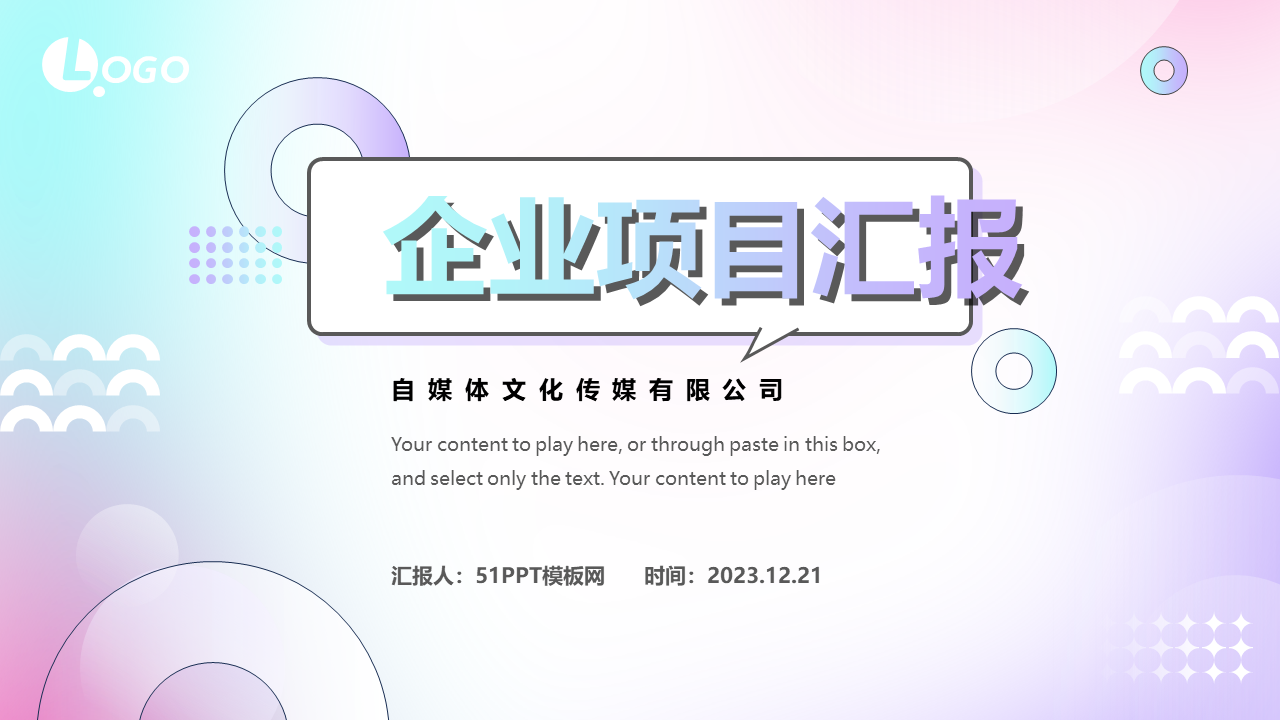 LOGO
企业项目汇报
自媒体文化传媒有限公司
Your content to play here, or through paste in this box,
and select only the text. Your content to play here
汇报人：51PPT模板网 时间：2023.12.21